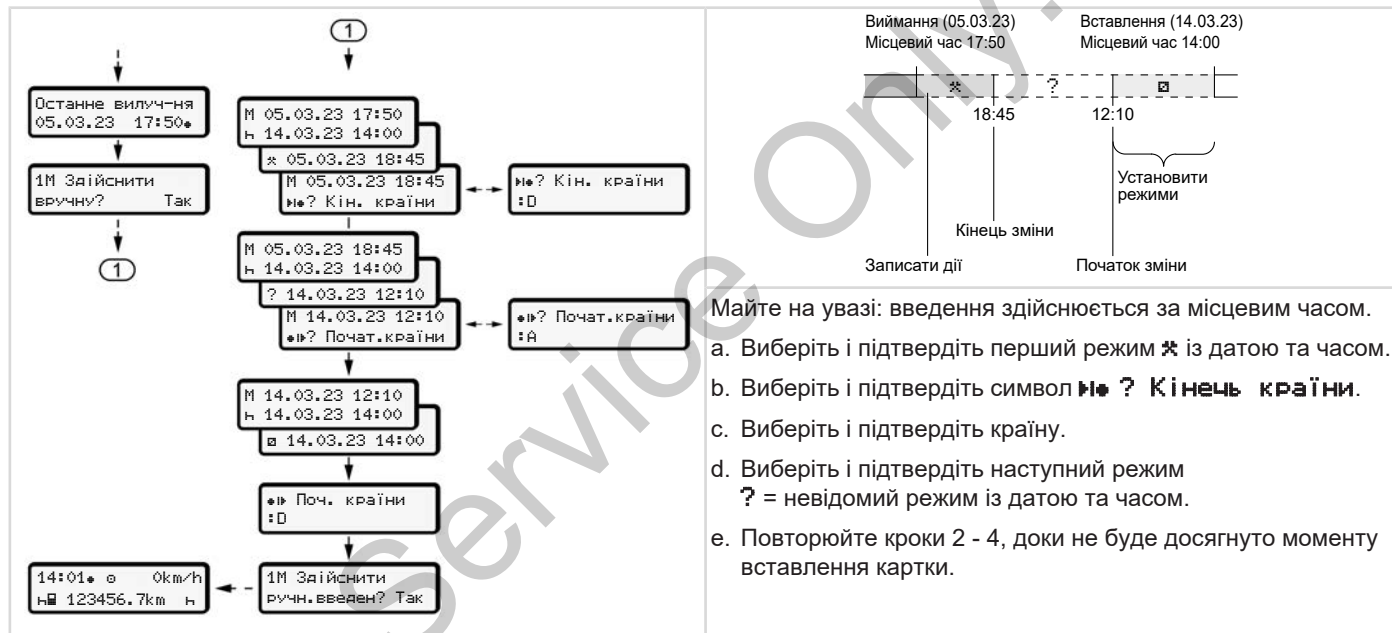 1
Останне вилуч-ня
05.03.23 17:50
1M Здійснити
вручну? Так
1
M 05.03.23 17:50
14.03.23 14:00
05.03.23 18:45
M 05.03.23 18:45
? Кін. країни
? Кін. країни
:D
M 05.03.23 18:45
14.03.23 14:00
? 14.03.23 12:10
M 14.03.23 12:10
? Почат.країни
? Почат.країни
:A
M 14.03.23 12:10
14.03.23 14:00
14.03.23 14:00
Поч. країни
:D
1M Здійснити
ручн.введен? Так
14:01 0km/h
123456.7km
Виймання (05.03.23)
Місцевий час 17:50
Вставлення (14.03.23)
Місцевий час 14:00
?
18:45
12:10
Установити
режими
Кінець зміни
Записати дії
Початок зміни
Майте на увазі: введення здійснюється за місцевим часом.
a. Виберіть і підтвердіть перший режим із датою та часом.
b. Виберіть і підтвердіть символ ? Кінець країни.
c. Виберіть і підтвердіть країну.
d. Виберіть і підтвердіть наступний режим
? = невідомий режим із датою та часом.
e. Повторюйте кроки 2 - 4, доки не буде досягнуто моменту
вставлення картки.
Service Only.